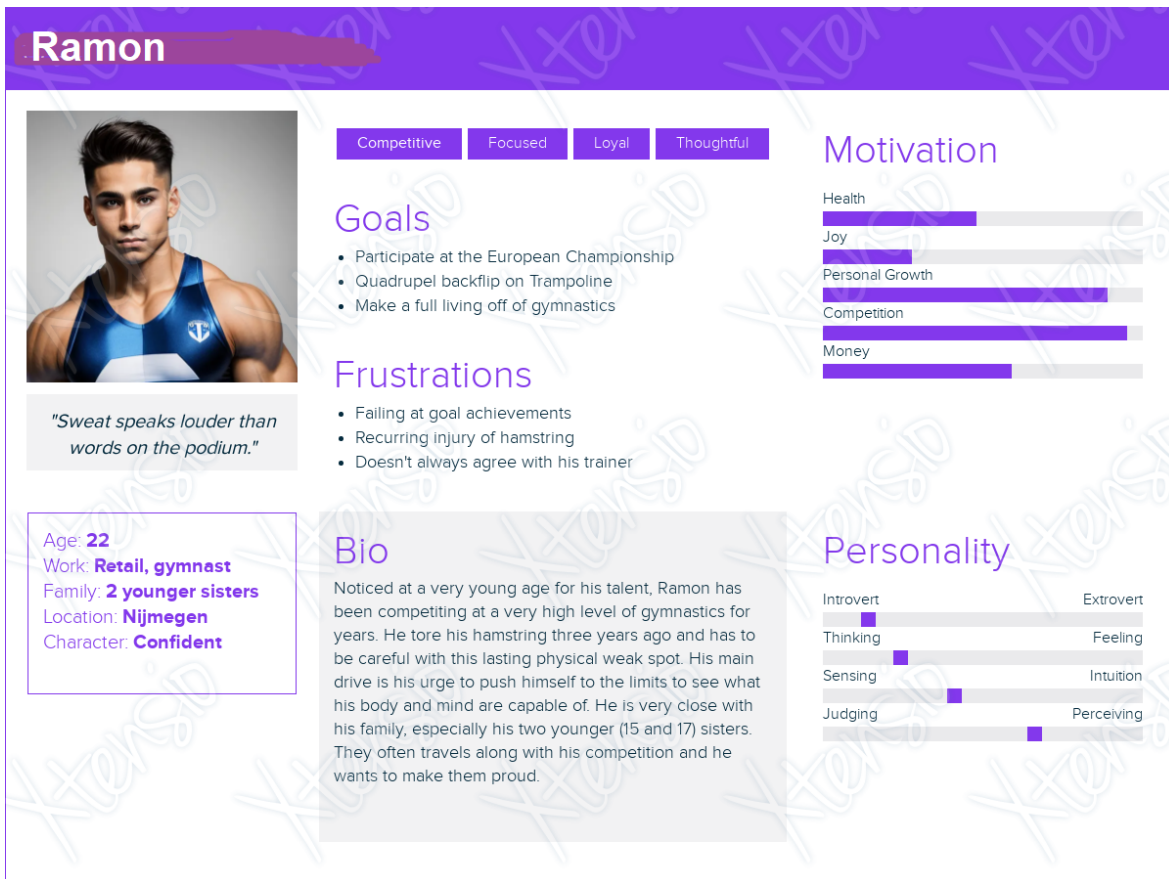 Ramon
Competitive
Focused
Loyal
Thoughtful
"Sweat speaks louder than
words on the podium."
Age: 22
Work: Retail, gymnast
Family: 2 younger sisters
Location: Nijmegen
Character: Confident
Goals
• Participate at the European Championship
• Quadrupel backflip on Trampoline
• Make a full living off of gymnastics
Frustrations
• Failing at goal achievements
• Recurring injury of hamstring
• Doesn't always agree with his trainer
Bio
Noticed at a very young age for his talent, Ramon has
been competiting at a very high level of gymnastics for
years. He tore his hamstring three years ago and has to
be careful with this lasting physical weak spot. His main
drive is his urge to push himself to the limits to see what
his body and mind are capable of. He is very close with
his family, especially his two younger (15 and 17) sisters.
They often travels along with his competition and he
wants to make them proud.
Motivation
Health
Joy
Personal Growth
Competition
Money
Personality
Introvert Extrovert
Thinking Feeling
Sensing Intuition
Judging Perceiving
Xtensio